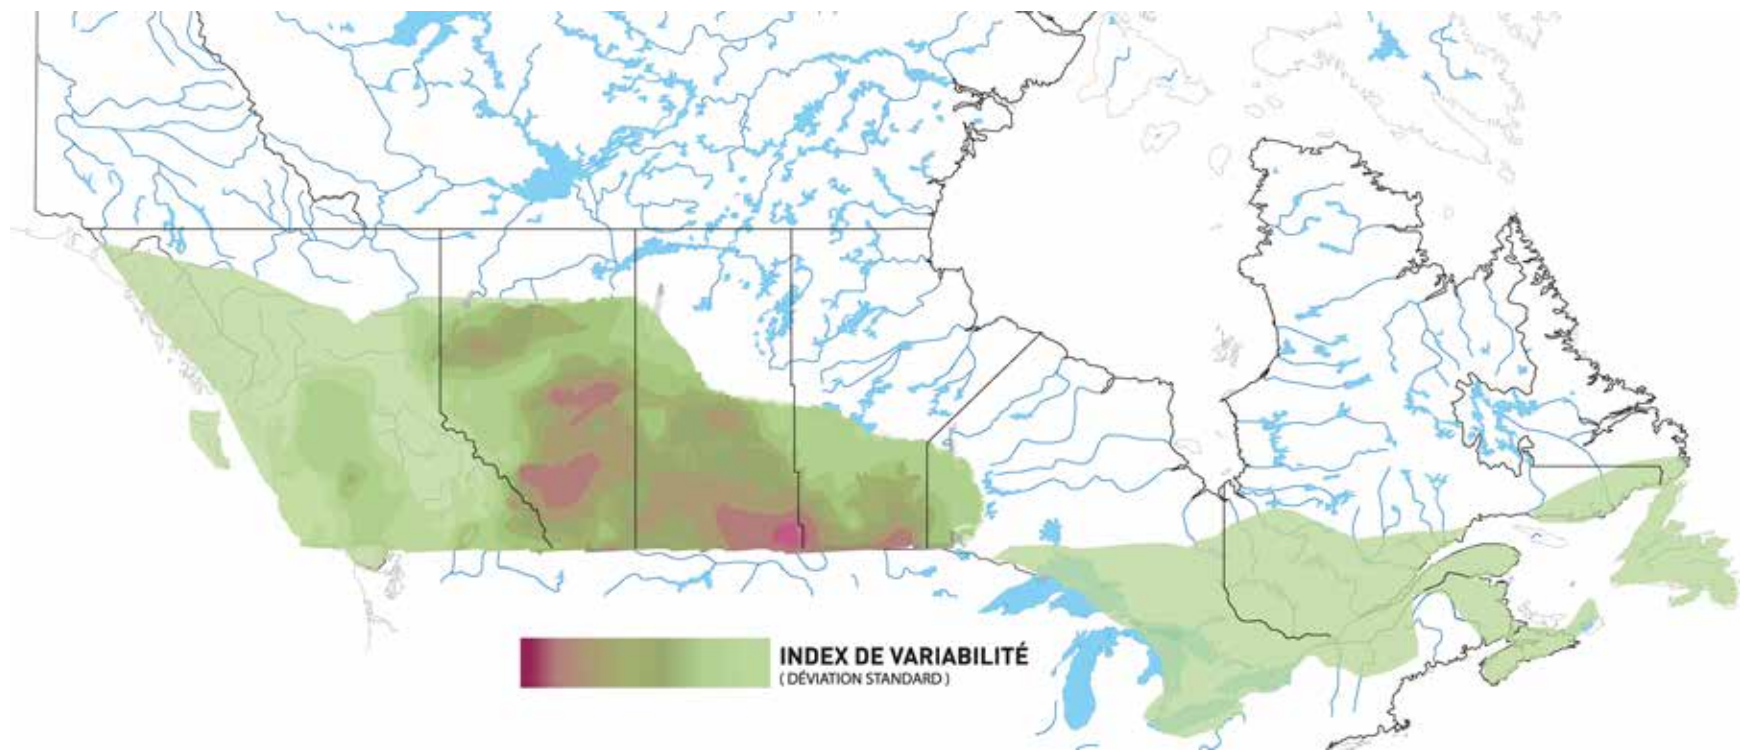 INDEX DE VARIABILITÉ
( DÉVIATION STANDARD )